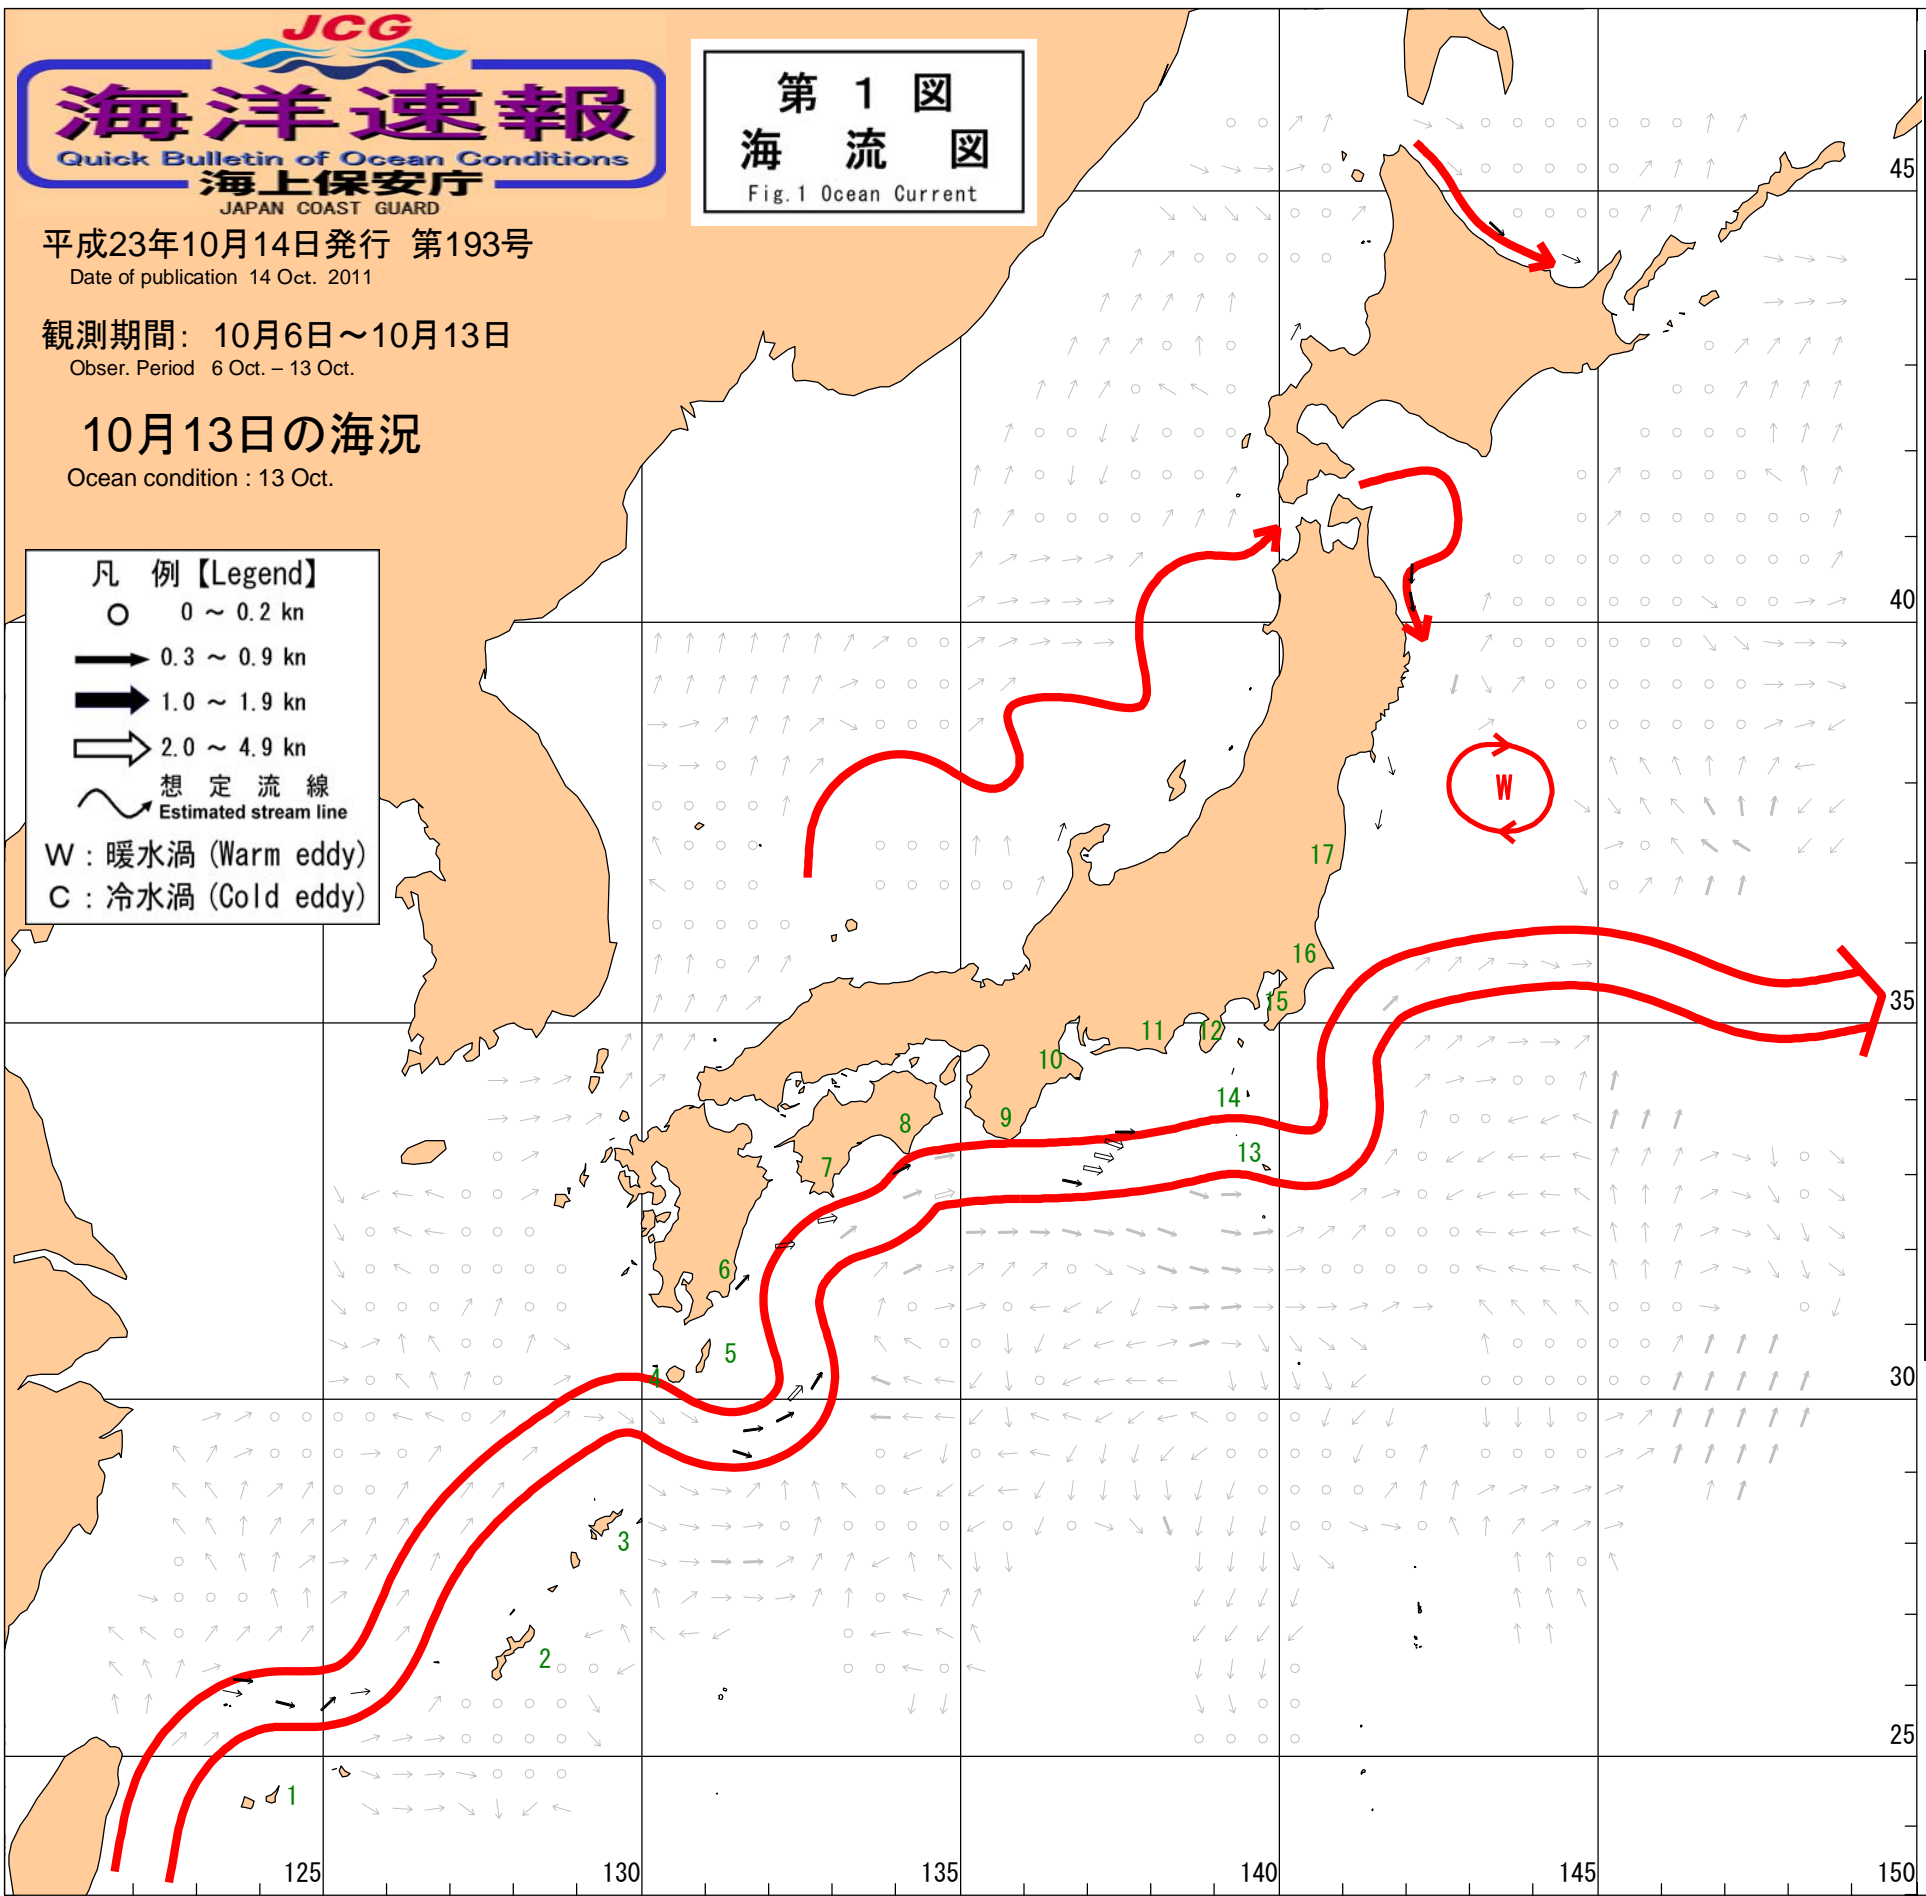 JCG
海洋速報
Quick Bulletin of Ocean Conditions
海上保安庁
JAPAN COAST GUARD
第 1 図
海 流 図
Fig.1 Ocean Current
平成23年10月14日発行 第193号
Date of publication 14 Oct. 2011
観測期間： 10月6日～10月13日
Obser. Period 6 Oct. – 13 Oct.
10月13日の海況
Ocean condition : 13 Oct.
凡 例【Legend】
0 ～ 0.2 kn
0.3 ～ 0.9 kn
1.0 ～ 1.9 kn
2.0 ～ 4.9 kn
想 定 流 線
Estimated stream line
W : 暖水渦 (Warm eddy)
C : 冷水渦 (Cold eddy)
45
40
W
17
16
15
35
11
12
10
14
8
9
13
7
6
5
4
30
3
2
25
1
125
130
135
140
145
150